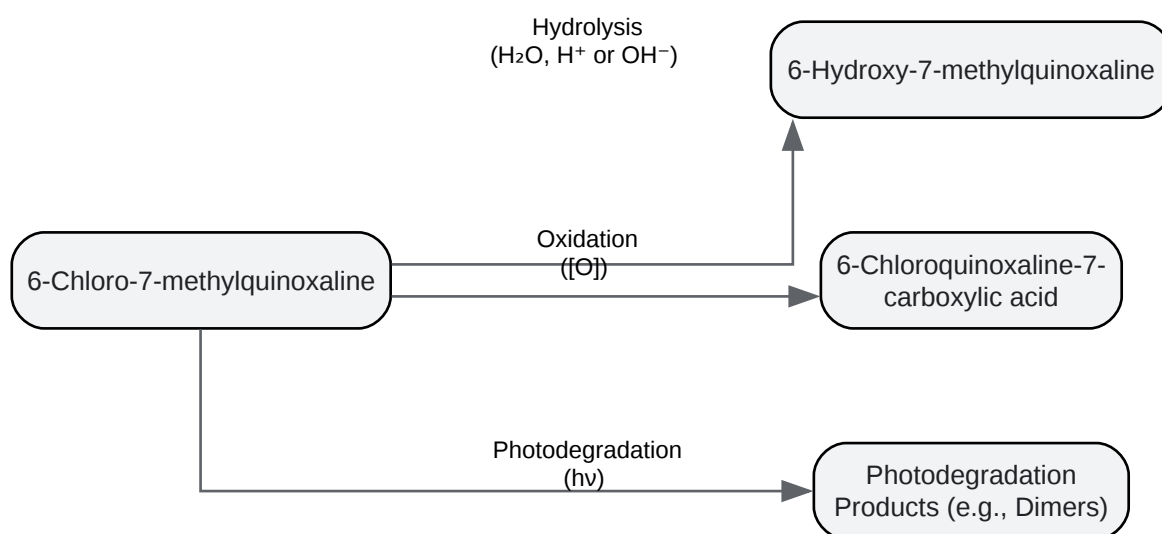 Hydrolysis
(H₂O, H⁺ or OH⁻)
6-Hydroxy-7-methylquinoxaline
6-Chloro-7-methylquinoxaline
Oxidation
([O])
6-Chloroquinoxaline-7-
carboxylic acid
Photodegradation
(hν)
Photodegradation
Products (e.g., Dimers)